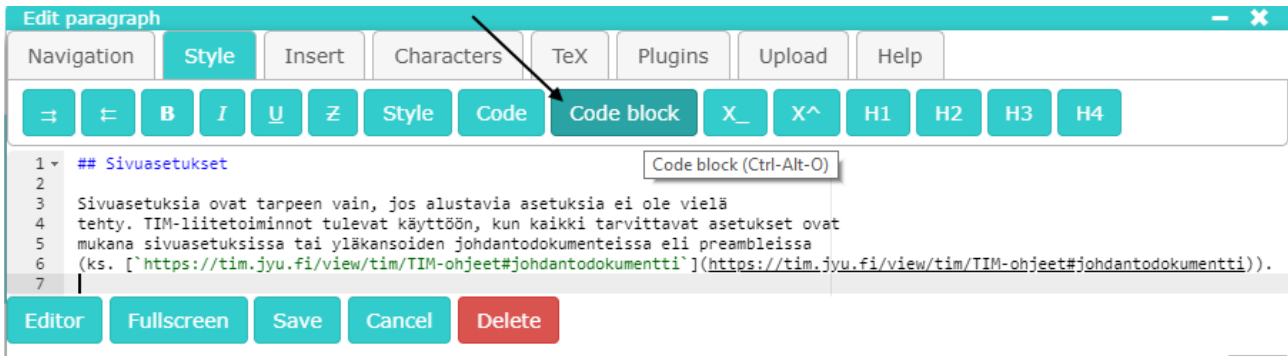 Edit paragraph
Navigation Style Insert Characters TeX Plugins Upload Help
⇉ ⇇ B I U Z Style Code Code block X_ X^ H1 H2 H3 H4
Code block (Ctrl-Alt-O)
1 ## Sivuasetukset
2
3 Sivuasetuksia ovat tarpeen vain, jos alustavia asetuksia ei ole vielä
4 tehty. TIM-liitetoiminnot tulevat käyttöön, kun kaikki tarvittavat asetukset ovat
5 mukana sivuasetuksissa tai yläkansoiden johdantodokumenteissa eli preambleissa
6 (ks. [`https://tim.jyu.fi/view/tim/TIM-ohjeet#johdantodokumentti`](https://tim.jyu.fi/view/tim/TIM-ohjeet#johdantodokumentti)).
7
Editor Fullscreen Save Cancel Delete